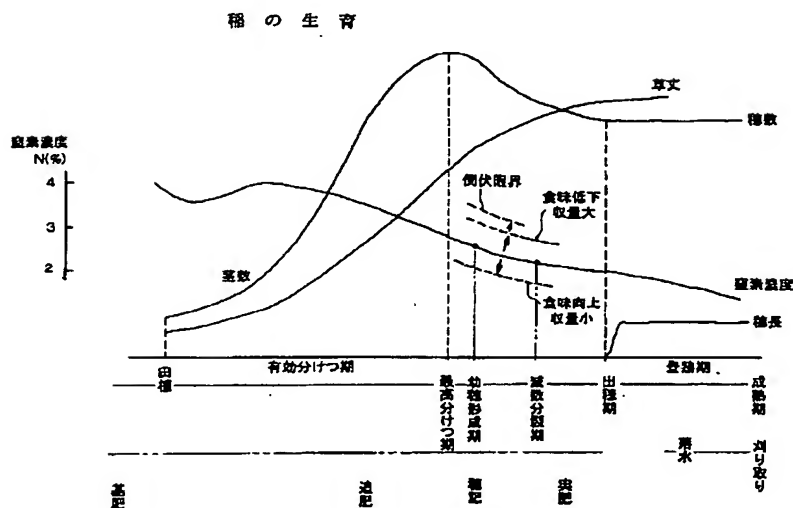 稲の生育
草丈
穂数
窒素濃度
N(%)
4
3
2
倒伏限界
食味低下
収量大
茎数
食味向上
収量小
窒素濃度
穂長
田植
有効分けつ期
最高分けつ期
幼穂形成期
減数分裂期
出穂期
登熟期
成熟期
落水
刈り取り
基肥
追肥
穂肥
実肥